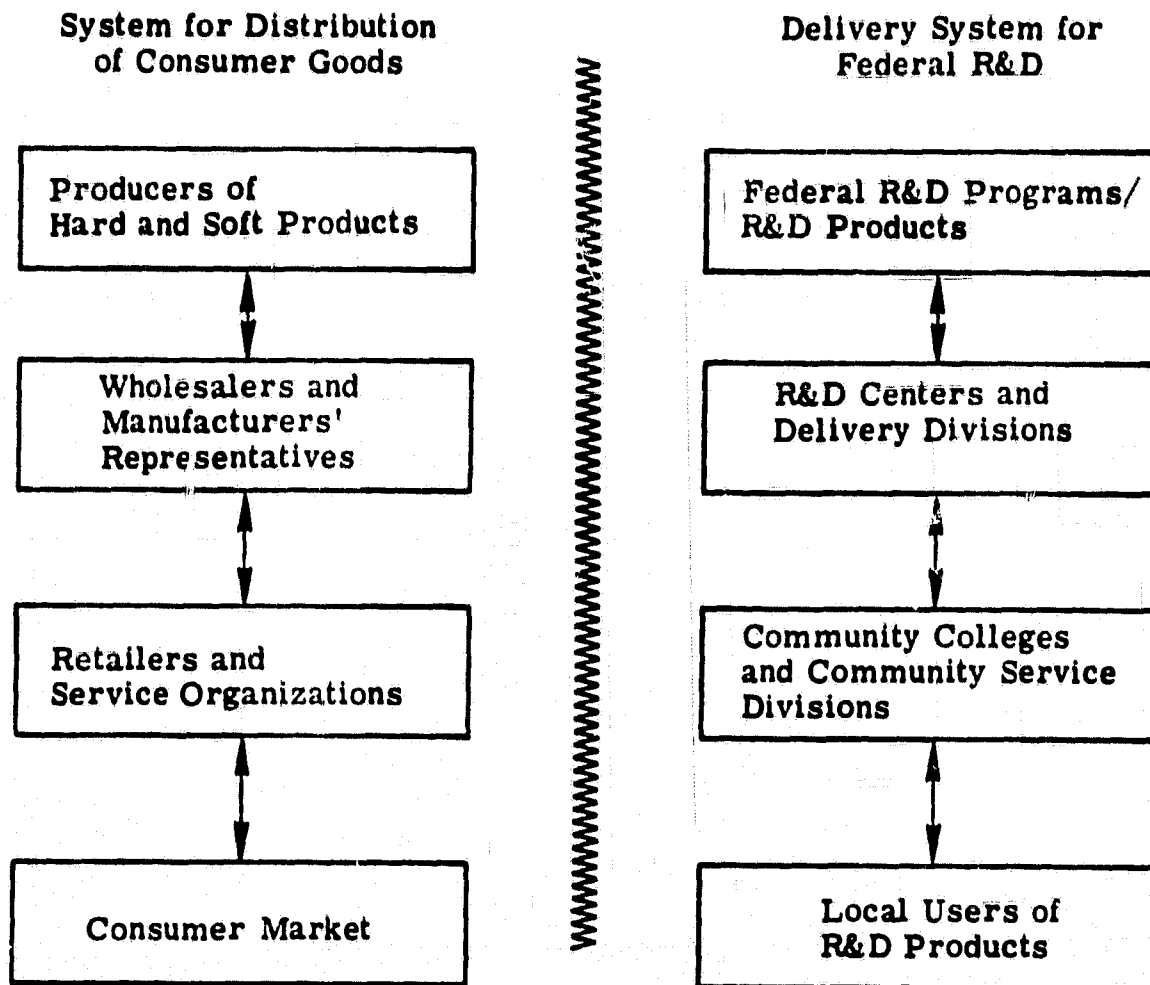 System for Distribution
of Consumer Goods
Producers of
Hard and Soft Products
Wholesalers and
Manufacturers'
Representatives
Retailers and
Service Organizations
Consumer Market
Delivery System for
Federal R&D
Federal R&D Programs/
R&D Products
R&D Centers and
Delivery Divisions
Community Colleges
and Community Service
Divisions
Local Users of
R&D Products